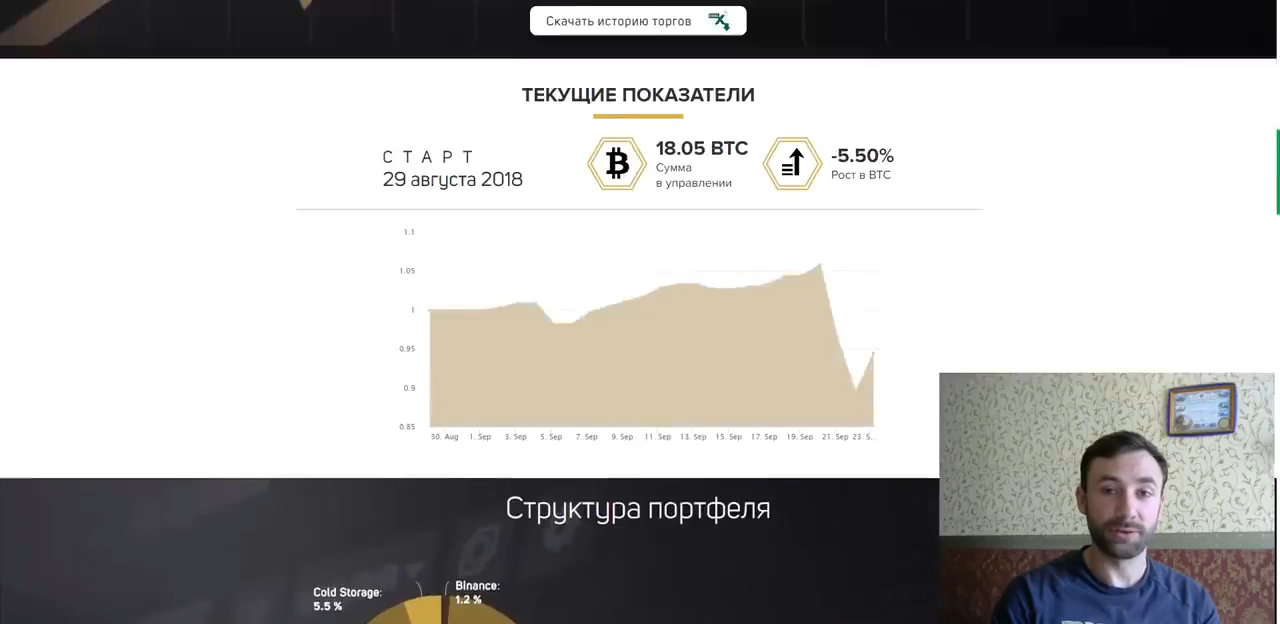 Скачать историю торгов
ТЕКУЩИЕ ПОКАЗАТЕЛИ
СТАРТ
29 августа 2018
18.05 BTC
Сумма
в управлении
-5.50%
Рост в BTC
1.1
1.05
1
0.95
0.9
0.85
30. Aug 1. Sep 3. Sep 5. Sep 7. Sep 9. Sep 11. Sep 13. Sep 15. Sep 17. Sep 19. Sep 21. Sep 23 S...
Структура портфеля
Cold Storage:
5.5 %
Binance:
1.2 %